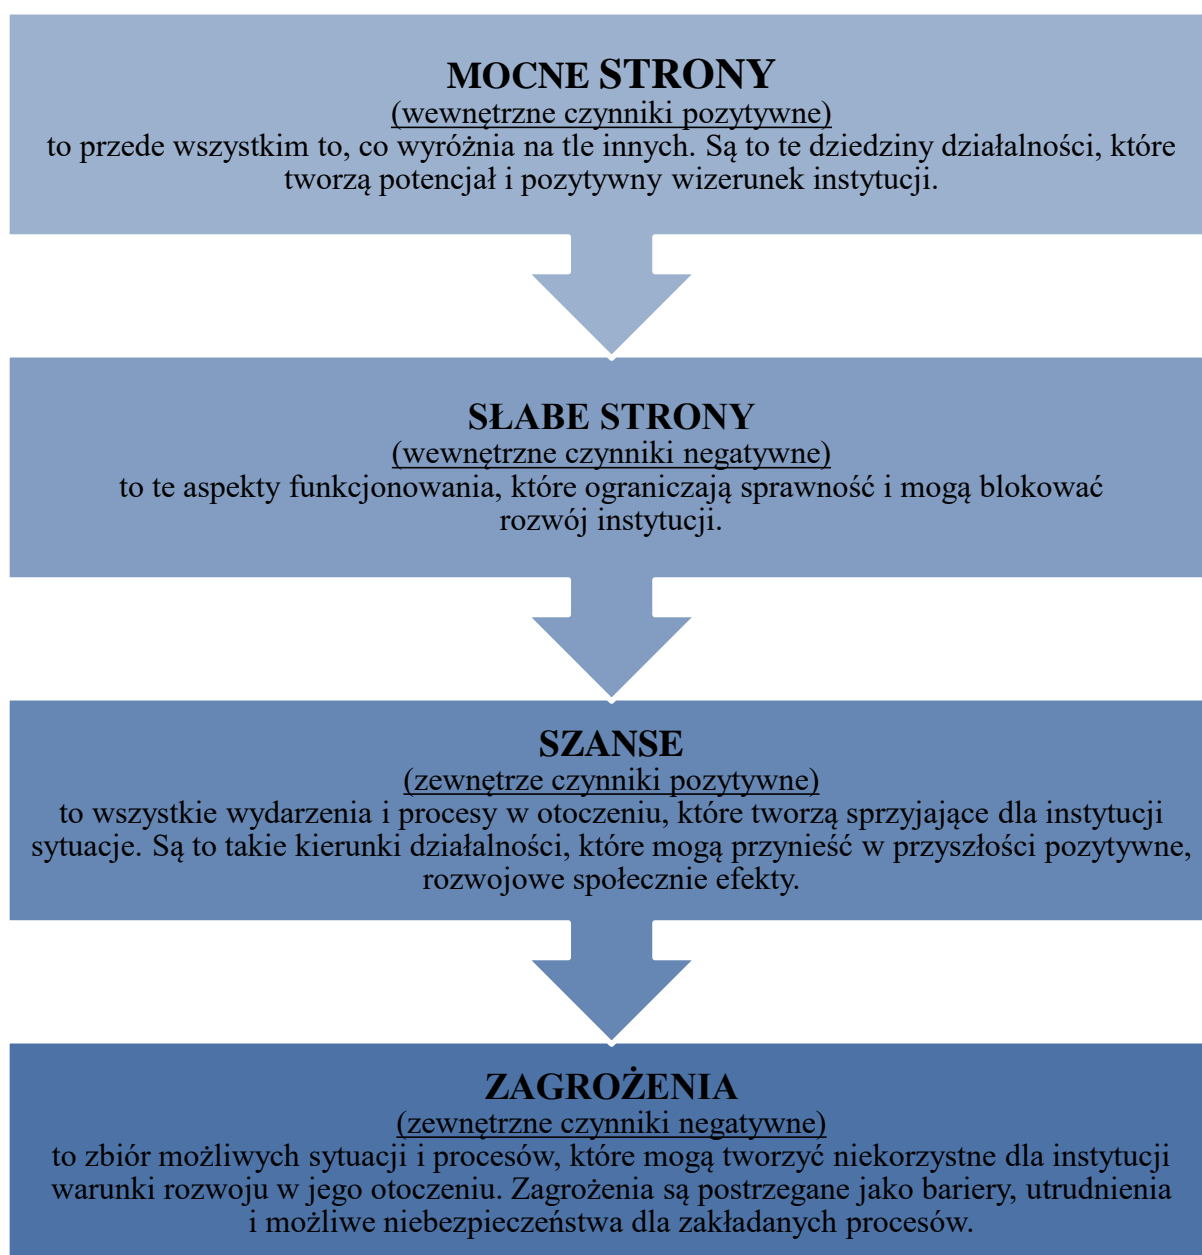 MOCNE STRONY
(wewnętrzne czynniki pozytywne)
to przede wszystkim to, co wyróżnia na tle innych. Są to te dziedziny działalności, które
tworzą potencjał i pozytywny wizerunek instytucji.
SŁABE STRONY
(wewnętrzne czynniki negatywne)
to te aspekty funkcjonowania, które ograniczają sprawność i mogą blokować
rozwój instytucji.
SZANSE
(zewnętrze czynniki pozytywne)
to wszystkie wydarzenia i procesy w otoczeniu, które tworzą sprzyjające dla instytucji
sytuacje. Są to takie kierunki działalności, które mogą przynieść w przyszłości pozytywne,
rozwojowe społecznie efekty.
ZAGROŻENIA
(zewnętrzne czynniki negatywne)
to zbiór możliwych sytuacji i procesów, które mogą tworzyć niekorzystne dla instytucji
warunki rozwoju w jego otoczeniu. Zagrożenia są postrzegane jako bariery, utrudnienia
i możliwe niebezpieczeństwa dla zakładanych procesów.